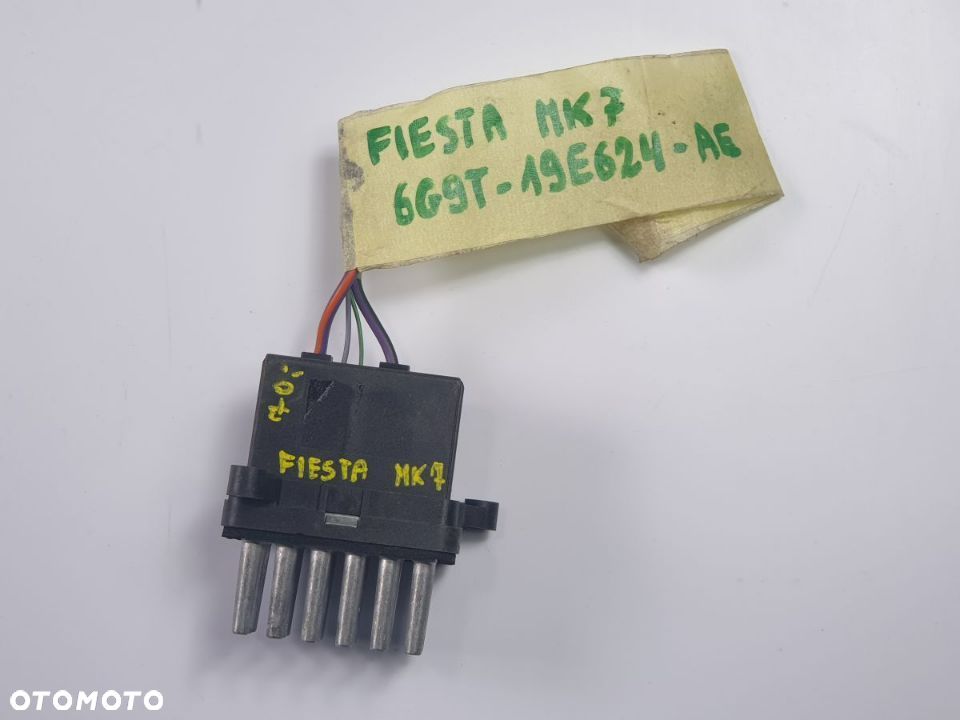 FIESTA MK7
6G9T-19E624-AE
FIESTA MK7
OTOMOTO